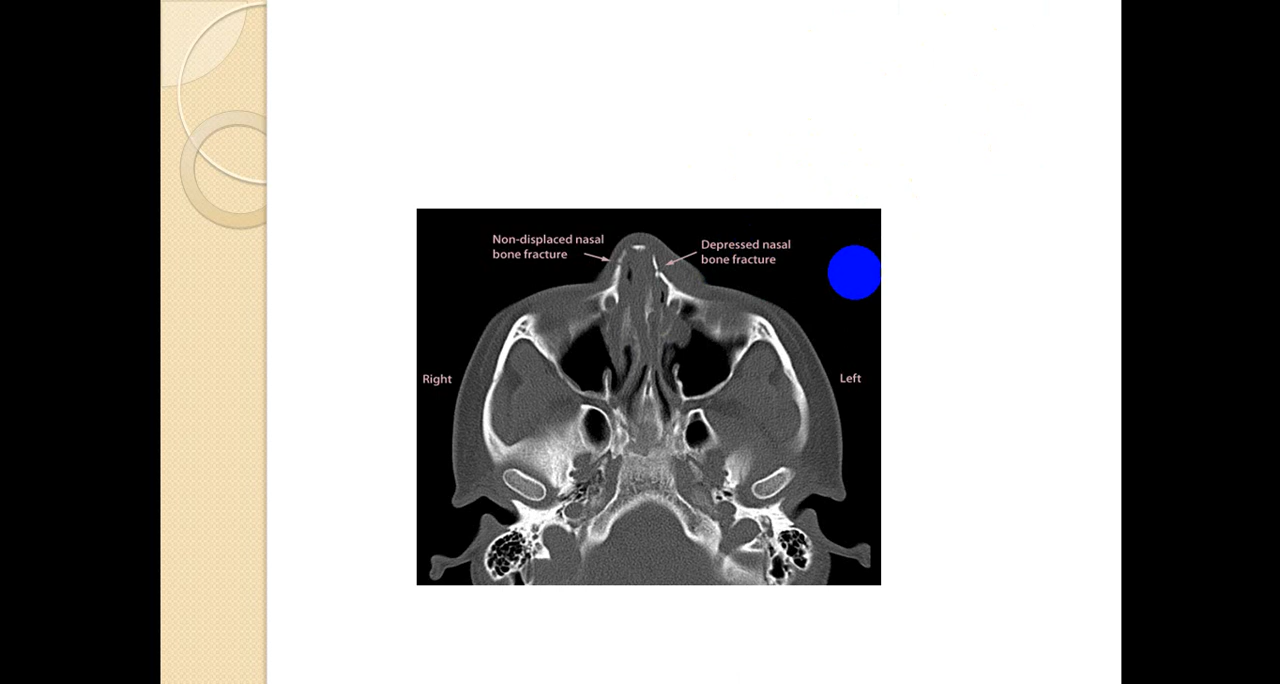 Non-displaced nasal
bone fracture
Depressed nasal
bone fracture
Right
Left